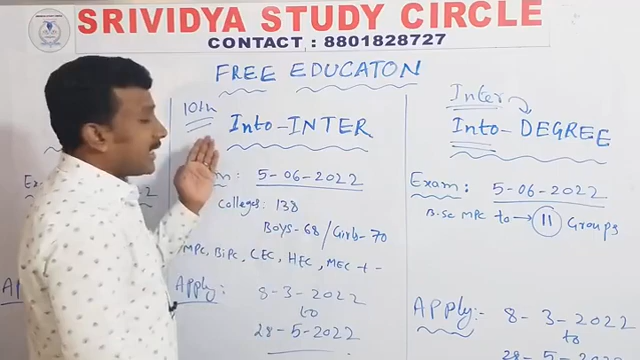 SRIVIDYA STUDY CIRCLE
CONTACT : 8801828727
FREE EDUCATON
10th
Into-INTER
5-06-2022
Colleges: 138
Boys-68/Girls-70
MPC, BiPC, CEC, HEC, MEC +-
Apply:
8-3-2022
to
28-5-2022
Inter
Into-DEGREE
Exam: 5-06-2022
B.Sc MPC to → 11 Groups
Apply:- 8-3-2022
to
28-5-2022